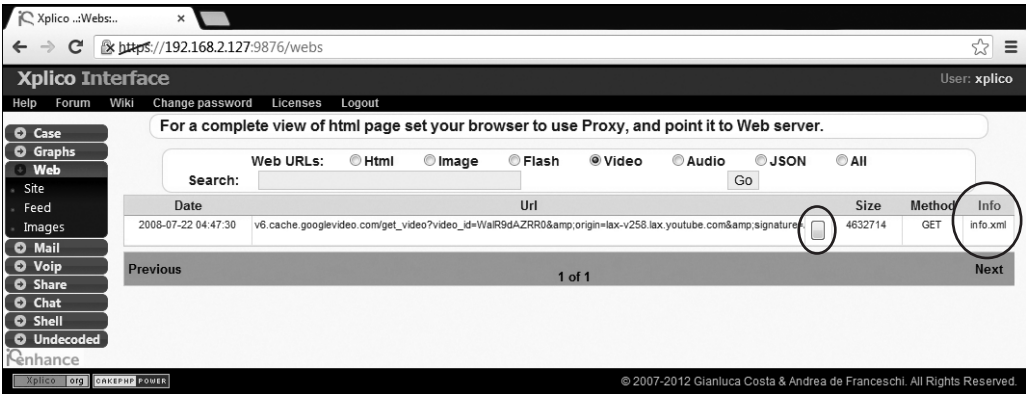 Xplico ..:Webs:..
https://192.168.2.127:9876/webs
Xplico Interface
User: xplico
Help Forum Wiki Change password Licenses Logout
For a complete view of html page set your browser to use Proxy, and point it to Web server.
Case
Graphs
Web
Site
Feed
Images
Mail
Voip
Share
Chat
Shell
Undecoded
Web URLs: Html Image Flash Video Audio JSON All
Search: Go
Date Url Size Method Info
2008-07-22 04:47:30 v6.cache.googlevideo.com/get_video?video_id=WalR9dAZRR0&amp;origin=lax-v258.lax.youtube.com&amp;signature=. 4632714 GET info.xml
Previous 1 of 1 Next
enhance
Xplico org CAKEPHP POWER
© 2007-2012 Gianluca Costa & Andrea de Franceschi. All Rights Reserved.